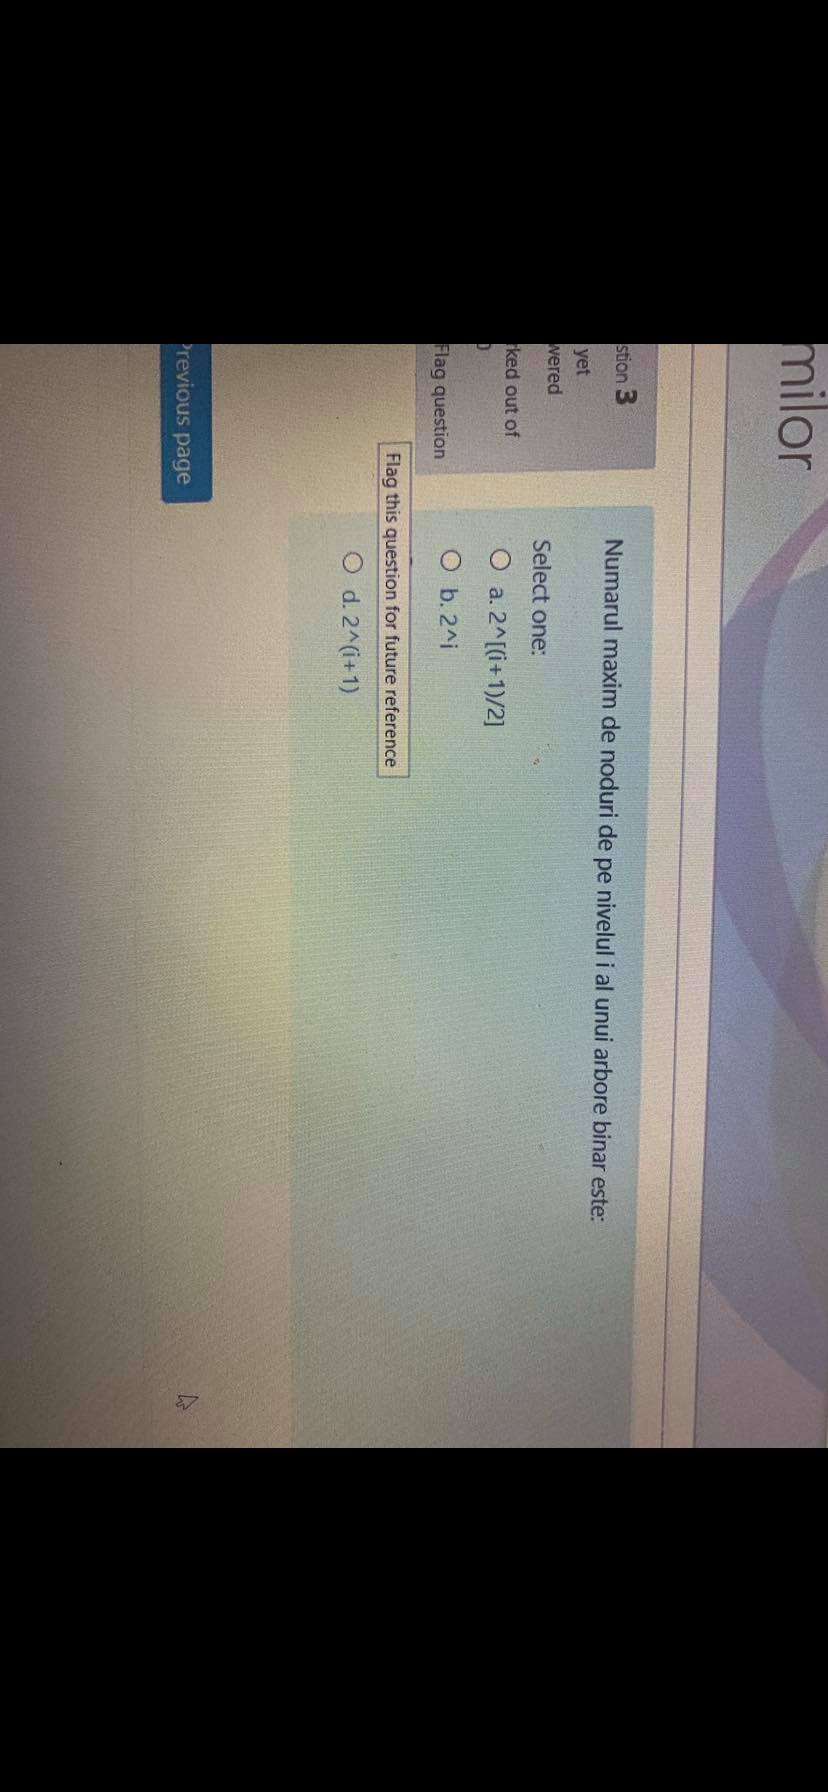 milor
stion 3
yet
wered
rked out of
Flag question
Numarul maxim de noduri de pe nivelul i al unui arbore binar este:
Select one:
a. 2^[(i+1)/2]
b. 2^i
Flag this question for future reference
d. 2^(i+1)
Previous page